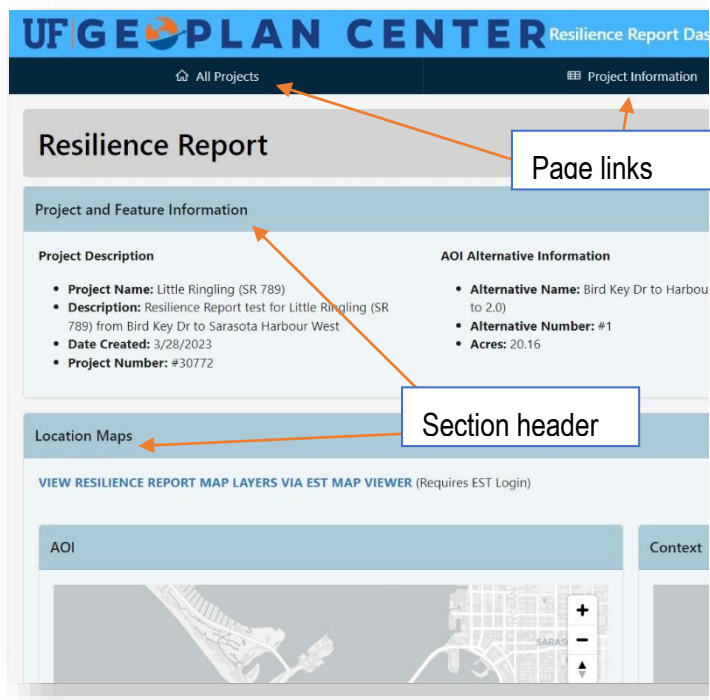 UF GEOPLAN CENTER Resilience Report Das
All Projects
Project Information
Resilience Report
Page links
Project and Feature Information
Project Description
• Project Name: Little Ringling (SR 789)
• Description: Resilience Report test for Little Ringling (SR
789) from Bird Key Dr to Sarasota Harbour West
• Date Created: 3/28/2023
• Project Number: #30772
AOI Alternative Information
• Alternative Name: Bird Key Dr to Harbou
to 2.0)
• Alternative Number: #1
• Acres: 20.16
Section header
Location Maps
VIEW RESILIENCE REPORT MAP LAYERS VIA EST MAP VIEWER (Requires EST Login)
AOI
Context
N ORANG
SARAS
+
−